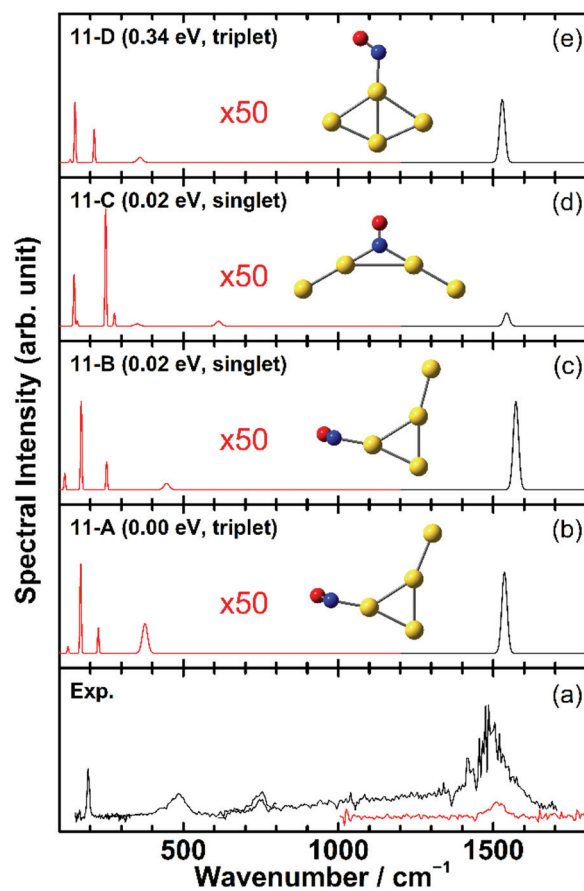 11-D (0.34 eV, triplet)
(e)
x50
11-C (0.02 eV, singlet)
(d)
x50
11-B (0.02 eV, singlet)
(c)
x50
11-A (0.00 eV, triplet)
(b)
x50
Exp.
(a)
Spectral Intensity (arb. unit)
500
1000
1500
Wavenumber / cm⁻¹